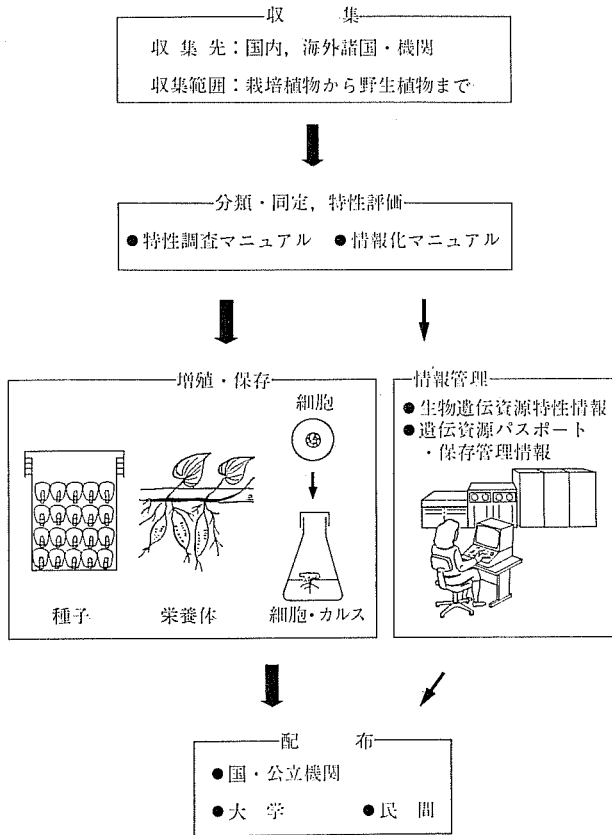 収 集
収 集 先：国内，海外諸国・機関
収集範囲：栽培植物から野生植物まで
分類・同定，特性評価
●特性調査マニュアル ●情報化マニュアル
増殖・保存
細胞
種子
栄養体
細胞・カルス
情報管理
●生物遺伝資源特性情報
●遺伝資源パスポート
・保存管理情報
配 布
●国・公立機関
●大 学 ●民 間